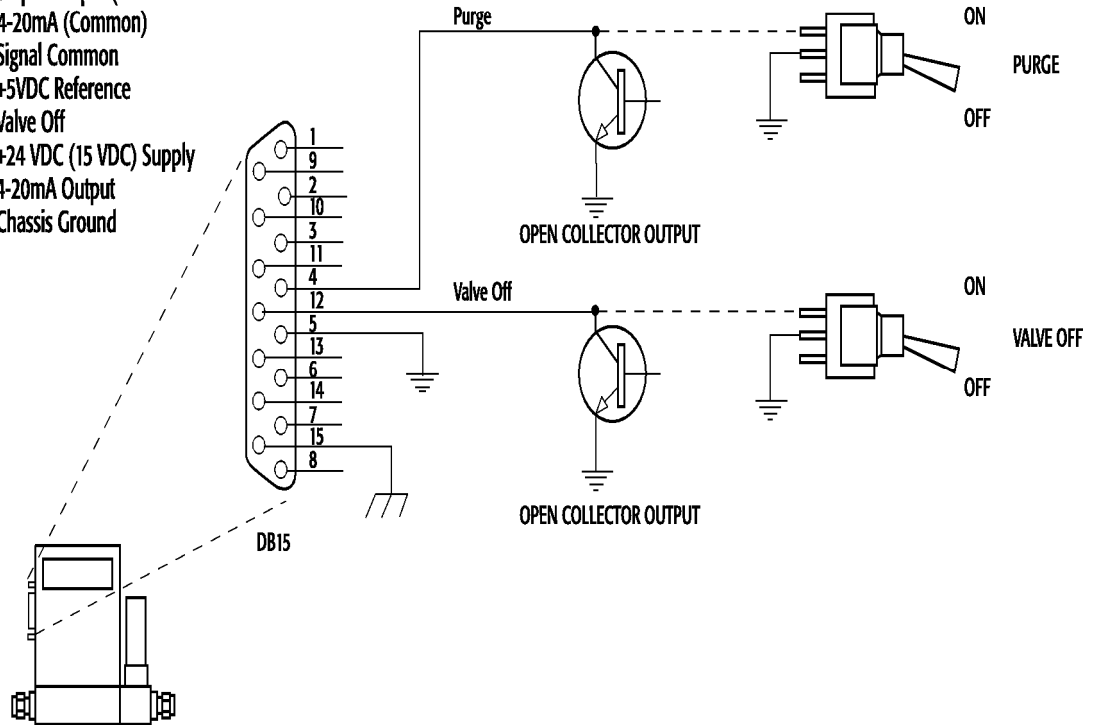 4-20mA (Common)
Signal Common
+5VDC Reference
Valve Off
+24 VDC (15 VDC) Supply
4-20mA Output
Chassis Ground
Purge
ON
PURGE
OFF
OPEN COLLECTOR OUTPUT
1
9
2
10
3
11
4
12
5
13
6
14
7
15
8
DB15
Valve Off
ON
VALVE OFF
OFF
OPEN COLLECTOR OUTPUT